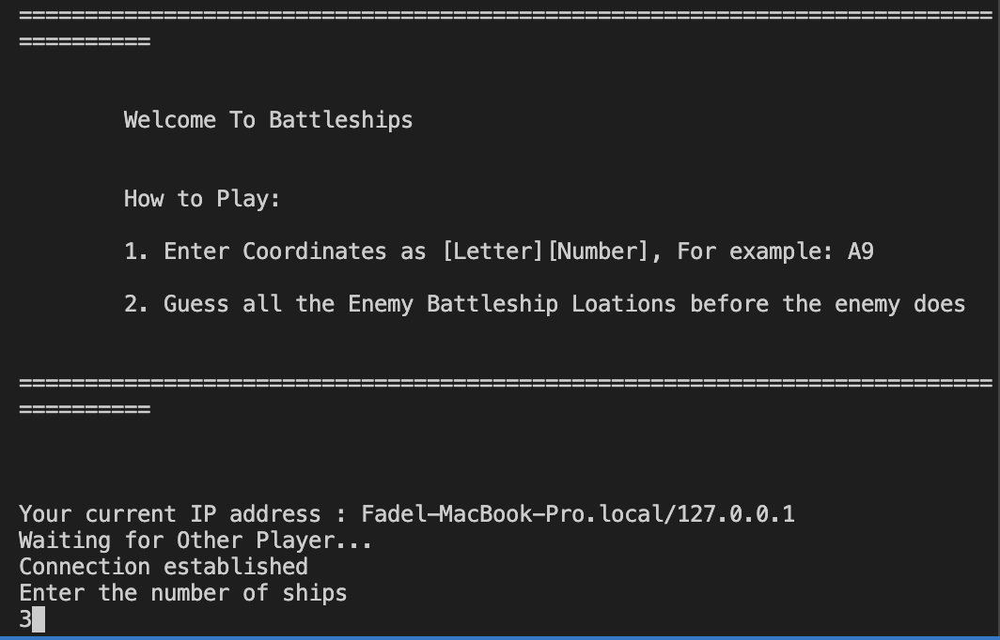 ==========================================================================
==========
Welcome To Battleships
How to Play:
1. Enter Coordinates as [Letter][Number], For example: A9
2. Guess all the Enemy Battleship Loations before the enemy does
==========================================================================
==========
Your current IP address : Fadel-MacBook-Pro.local/127.0.0.1
Waiting for Other Player...
Connection established
Enter the number of ships
3